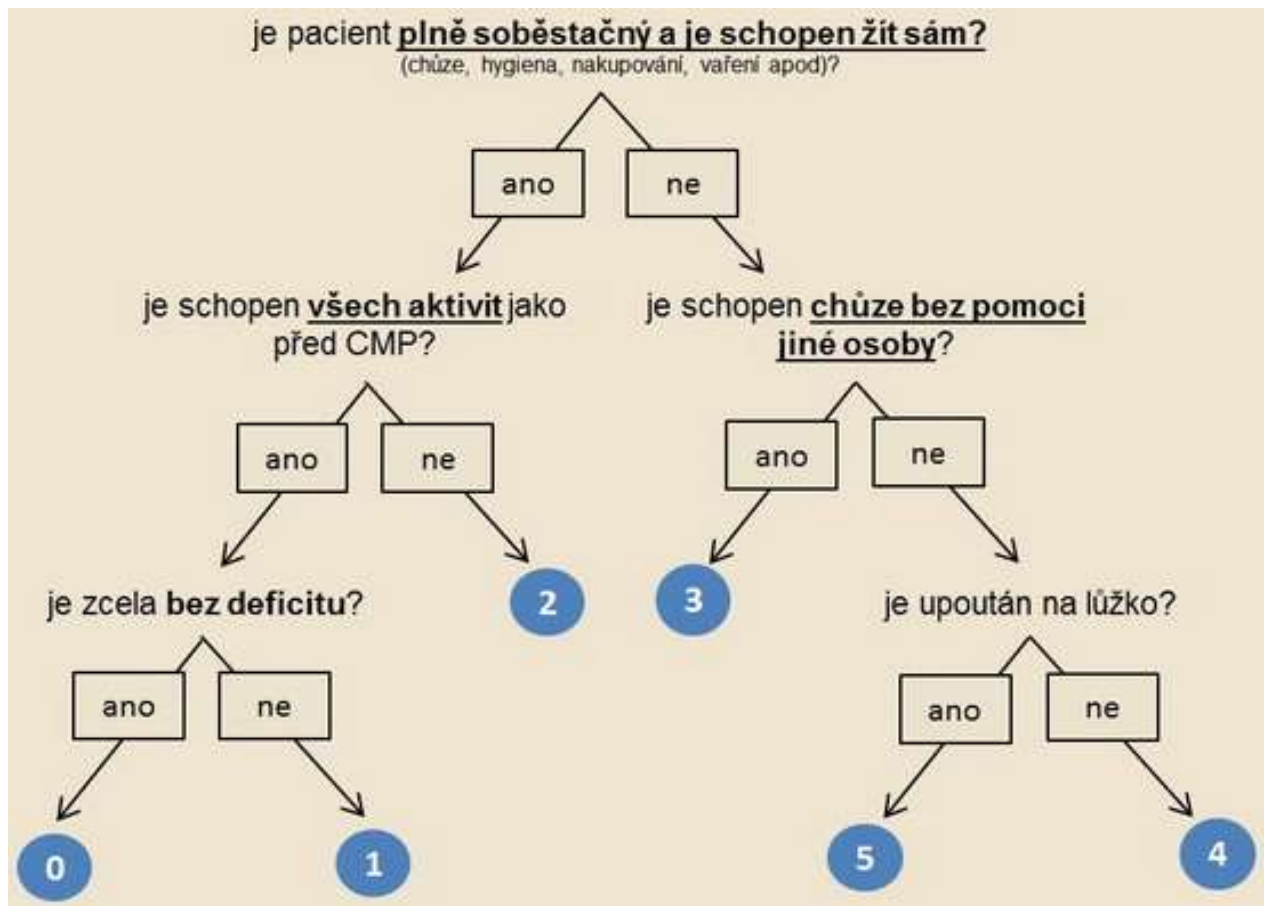 je pacient plně soběstačný a je schopen žít sám?
(chůze, hygiena, nakupování, vaření apod)?
ano
ne
je schopen všech aktivit jako
před CMP?
je schopen chůze bez pomoci
jiné osoby?
ano
ne
ano
ne
je zcela bez deficitu?
2
3
je upoután na lůžko?
ano
ne
ano
ne
0
1
5
4